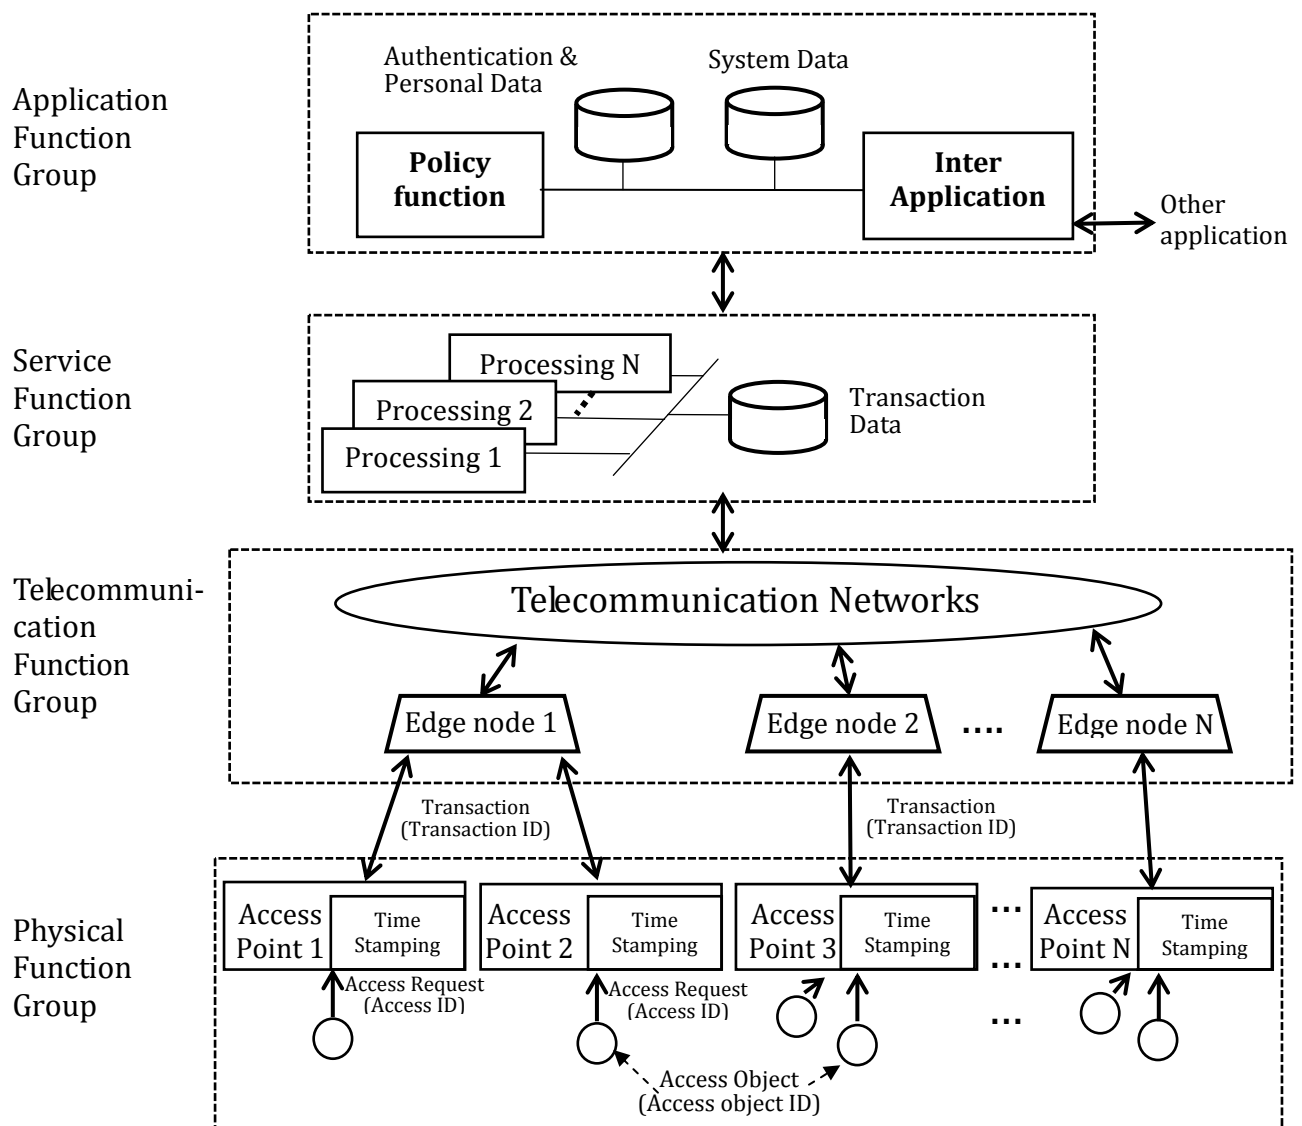 Application
Function
Group
Authentication &
Personal Data
System Data
Policy
function
Inter
Application
Other
application
Service
Function
Group
Processing N
Processing 2
Processing 1
Transaction
Data
Telecommuni-
cation
Function
Group
Telecommunication Networks
Edge node 1
Edge node 2
....
Edge node N
Transaction
(Transaction ID)
Transaction
(Transaction ID)
Physical
Function
Group
Access
Point 1
Time
Stamping
Access
Point 2
Time
Stamping
Access
Point 3
Time
Stamping
...
...
...
Access
Point N
Time
Stamping
Access Request
(Access ID)
Access Request
(Access ID)
Access Object
(Access object ID)